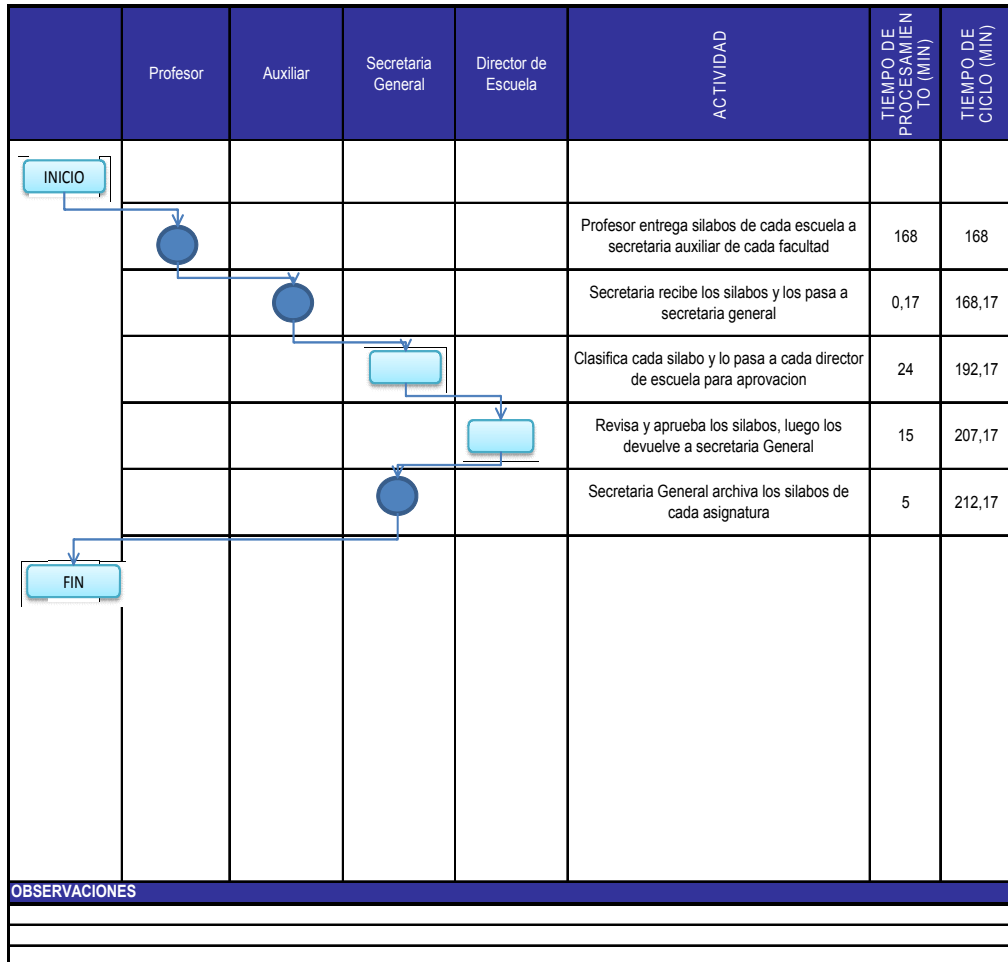 Profesor
Auxiliar
Secretaria
General
Director de
Escuela
ACTIVIDAD
TIEMPO DE
PROCESAMIEN
TO (MIN)
TIEMPO DE
CICLO (MIN)
INICIO
Profesor entrega silabos de cada escuela a
secretaria auxiliar de cada facultad
168
168
Secretaria recibe los silabos y los pasa a
secretaria general
0,17
168,17
Clasifica cada silabo y lo pasa a cada director
de escuela para aprovacion
24
192,17
Revisa y aprueba los silabos, luego los
devuelve a secretaria General
15
207,17
Secretaria General archiva los silabos de
cada asignatura
5
212,17
FIN
OBSERVACIONES